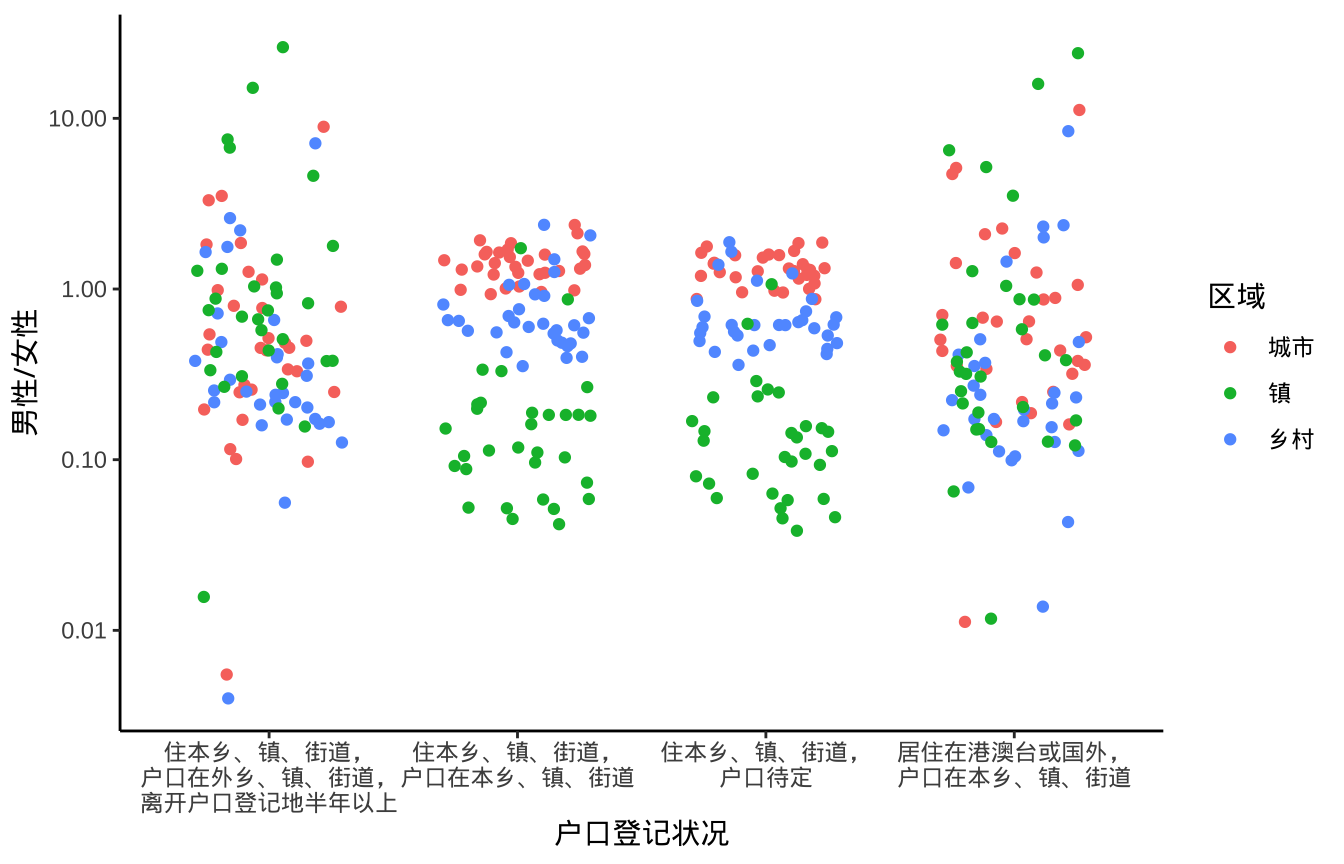 男性/女性
10.00
1.00
0.10
0.01
住本乡、镇、街道，
户口在外乡、镇、街道，
离开户口登记地半年以上
住本乡、镇、街道，
户口在本乡、镇、街道
住本乡、镇、街道，
户口待定
居住在港澳台或国外，
户口在本乡、镇、街道
户口登记状况
区域
城市
镇
乡村